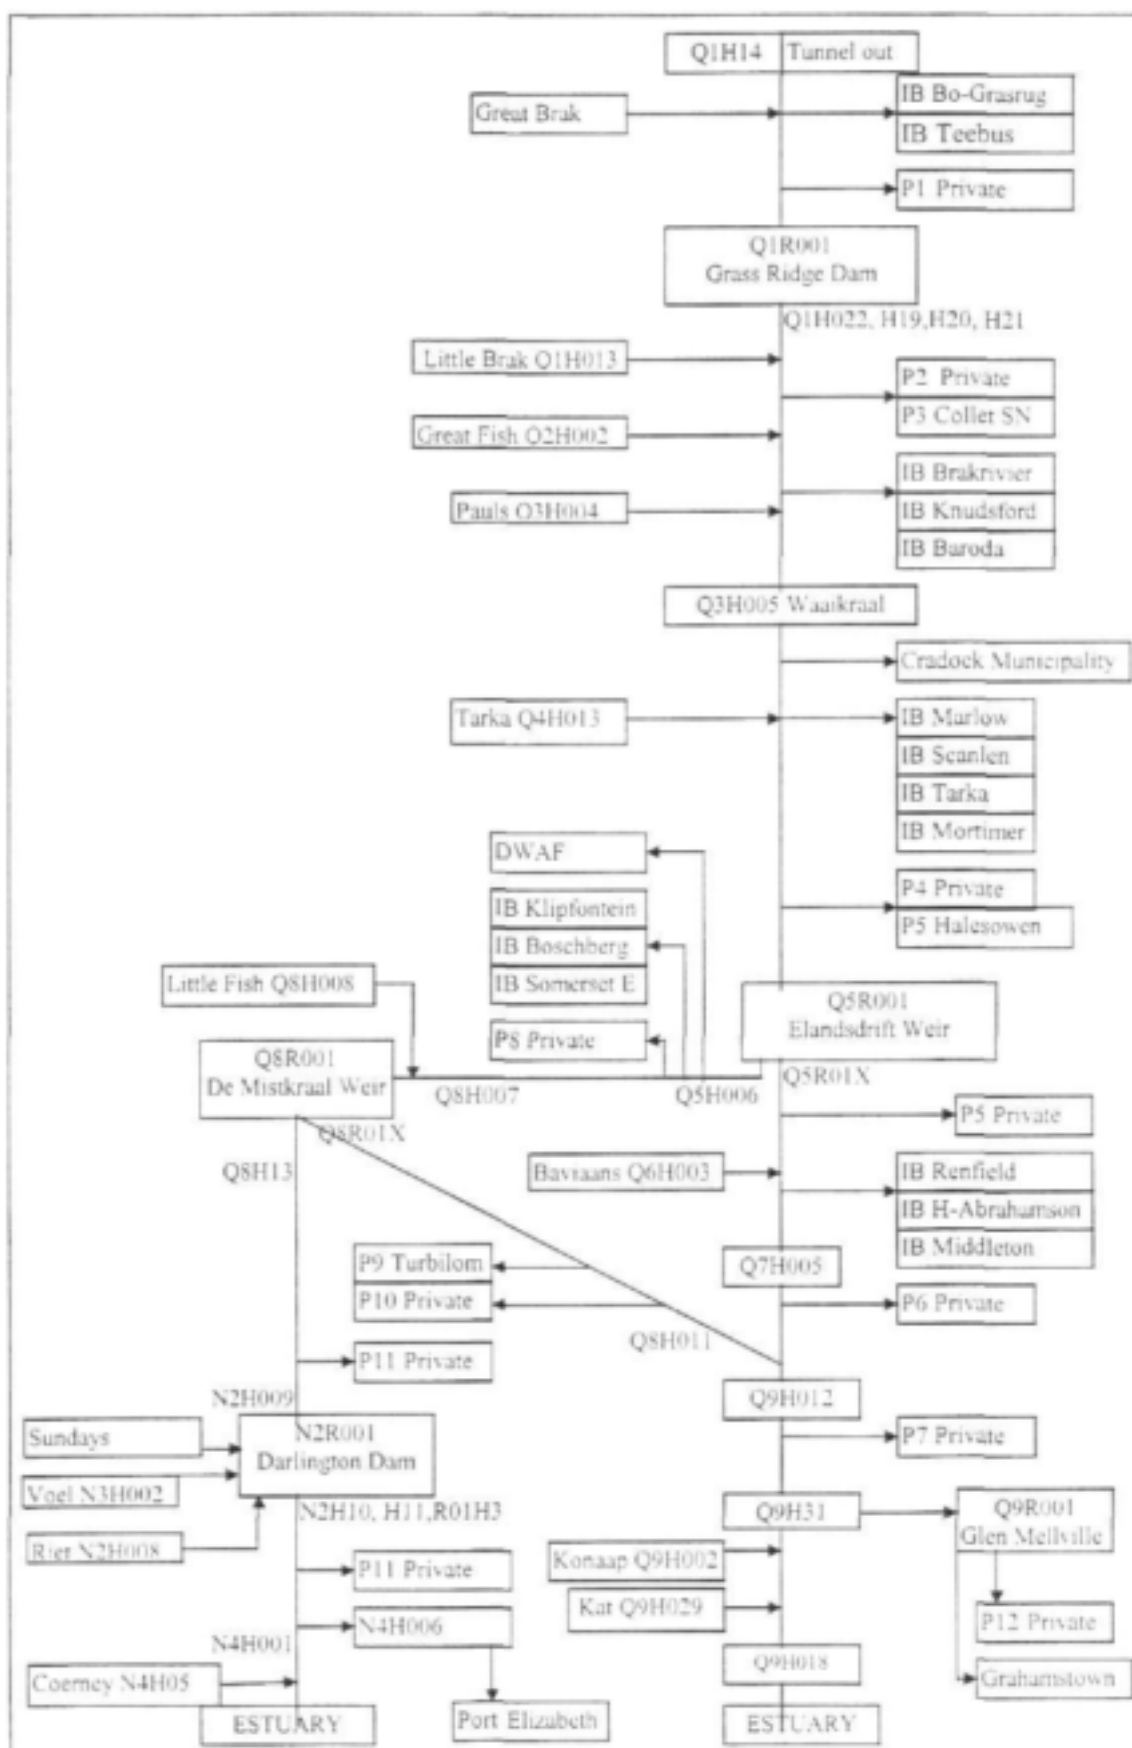 Q1H14 Tunnel out
Great Brak
IB Bo-Grasrug
IB Teebus
P1 Private
Q1R001
Grass Ridge Dam
Q1H022, H19,H20, H21
Little Brak Q1H013
P2 Private
P3 Collet SN
Great Fish Q2H002
IB Brakrivier
Pauls Q3H004
IB Knudsford
IB Baroda
Q3H005 Waaikraal
Cradock Municipality
Tarka Q4H013
IB Marlow
IB Scanlen
IB Tarka
IB Mortimer
DWAF
P4 Private
P5 Halesowen
IB Klipfontein
IB Boschberg
IB Somerset E
Little Fish Q8H008
Q5R001
Elandsdrift Weir
P8 Private
Q8R001
De Mistkraal Weir
Q8H007
Q5H006
Q5R01X
P5 Private
Q8R01X
Q8H13
Baviaans Q6H003
IB Renfield
IB H-Abrahamson
IB Middleton
P9 Turbilom
Q7H005
P10 Private
P6 Private
Q8H011
P11 Private
N2H009
Q9H012
Sundays
N2R001
Darlington Dam
P7 Private
Voel N3H002
N2H10, H11,R01H3
Q9H31
Q9R001
Glen Mellville
Riet N2H008
P11 Private
Konaap Q9H002
Kat Q9H029
N4H006
P12 Private
N4H001
Q9H018
Coerney N4H05
Grahamstown
ESTUARY
Port Elizabeth
ESTUARY